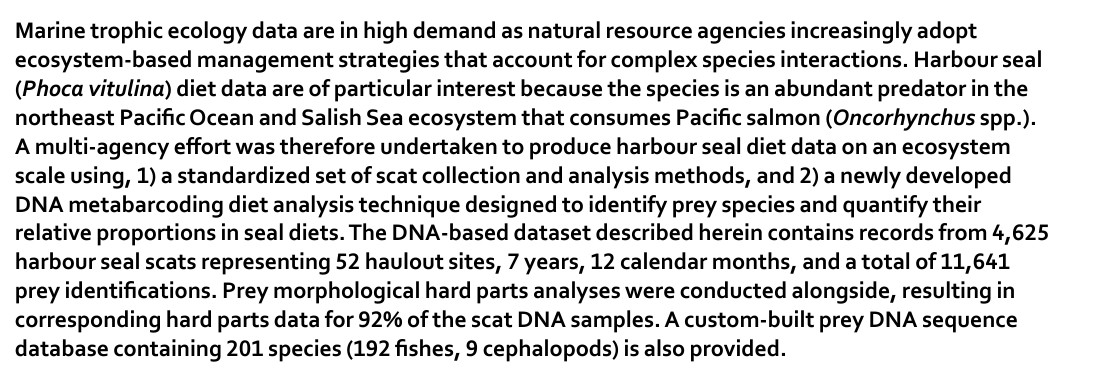 Marine trophic ecology data are in high demand as natural resource agencies increasingly adopt
ecosystem-based management strategies that account for complex species interactions. Harbour seal
(Phoca vitulina) diet data are of particular interest because the species is an abundant predator in the
northeast Pacific Ocean and Salish Sea ecosystem that consumes Pacific salmon (Oncorhynchus spp.).
A multi-agency effort was therefore undertaken to produce harbour seal diet data on an ecosystem
scale using, 1) a standardized set of scat collection and analysis methods, and 2) a newly developed
DNA metabarcoding diet analysis technique designed to identify prey species and quantify their
relative proportions in seal diets. The DNA-based dataset described herein contains records from 4,625
harbour seal scats representing 52 haulout sites, 7 years, 12 calendar months, and a total of 11,641
prey identifications. Prey morphological hard parts analyses were conducted alongside, resulting in
corresponding hard parts data for 92% of the scat DNA samples. A custom-built prey DNA sequence
database containing 201 species (192 fishes, 9 cephalopods) is also provided.